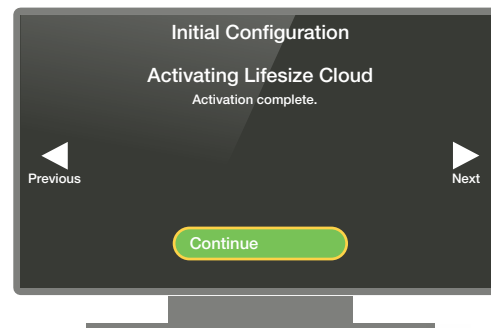 Initial Configuration
Activating Lifesize Cloud
Activation complete.
Previous
Next
Continue